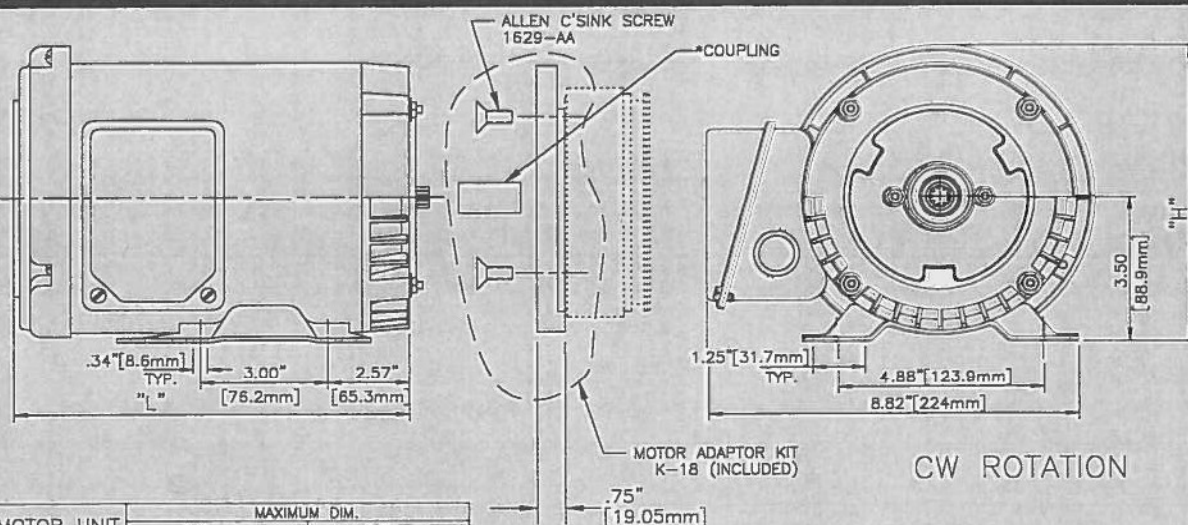 ALLEN C'SINK SCREW
1629-AA
*COUPLING
"H"
3.50
[88.9mm]
.34"[8.6mm]
TYP.
3.00"
[76.2mm]
2.57"
[65.3mm]
"L"
1.25"[31.7mm]
TYP.
4.88"[123.9mm]
8.82"[224mm]
MOTOR ADAPTOR KIT
K-18 (INCLUDED)
CW ROTATION
.75"
[19.05mm]
MOTOR UNIT
MAXIMUM DIM.